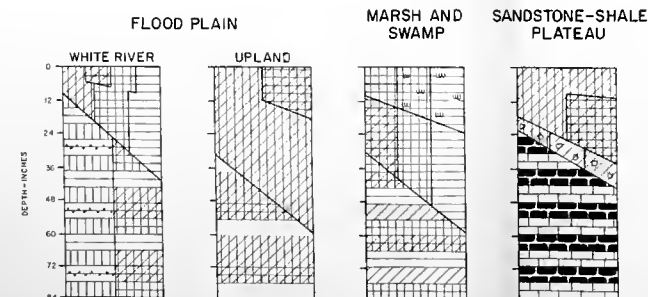 FLOOD PLAIN
MARSH AND
SWAMP
SANDSTONE-SHALE
PLATEAU
WHITE RIVER
UPLAND
DEPTH-INCHES
0
12
24
36
48
60
72
84